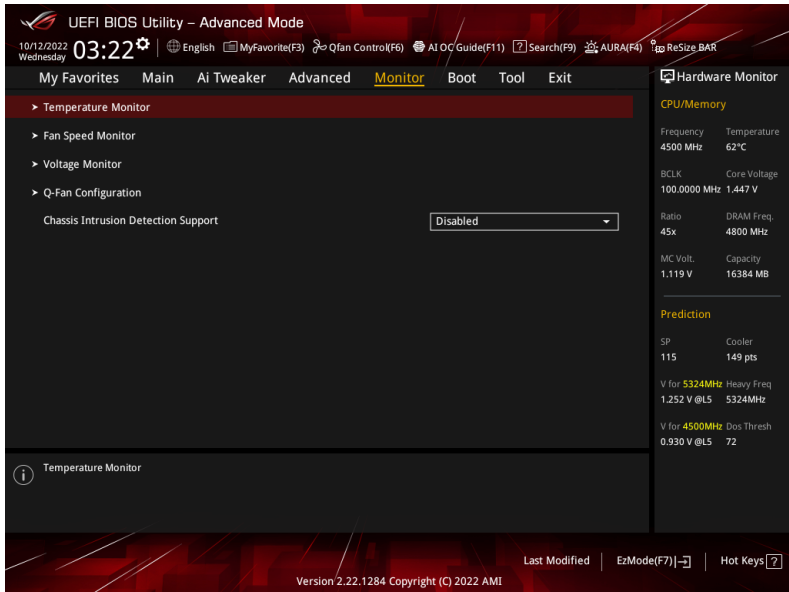 UEFI BIOS Utility – Advanced Mode
10/12/2022 Wednesday 03:22 English MyFavorite(F3) Qfan Control(F6) AI OC Guide(F11) Search(F9) AURA(F4) ReSize BAR
My Favorites Main Ai Tweaker Advanced Monitor Boot Tool Exit
> Temperature Monitor
> Fan Speed Monitor
> Voltage Monitor
> Q-Fan Configuration
Chassis Intrusion Detection Support Disabled
Hardware Monitor
CPU/Memory
Frequency Temperature
4500 MHz 62°C
BCLK Core Voltage
100.0000 MHz 1.447 V
Ratio DRAM Freq.
45x 4800 MHz
MC Volt. Capacity
1.119 V 16384 MB
Prediction
SP Cooler
115 149 pts
V for 5324MHz Heavy Freq
1.252 V @L5 5324MHz
V for 4500MHz Dos Thresh
0.930 V @L5 72
Temperature Monitor
Last Modified EzMode(F7) Hot Keys ?
Version 2.22.1284 Copyright (C) 2022 AMI